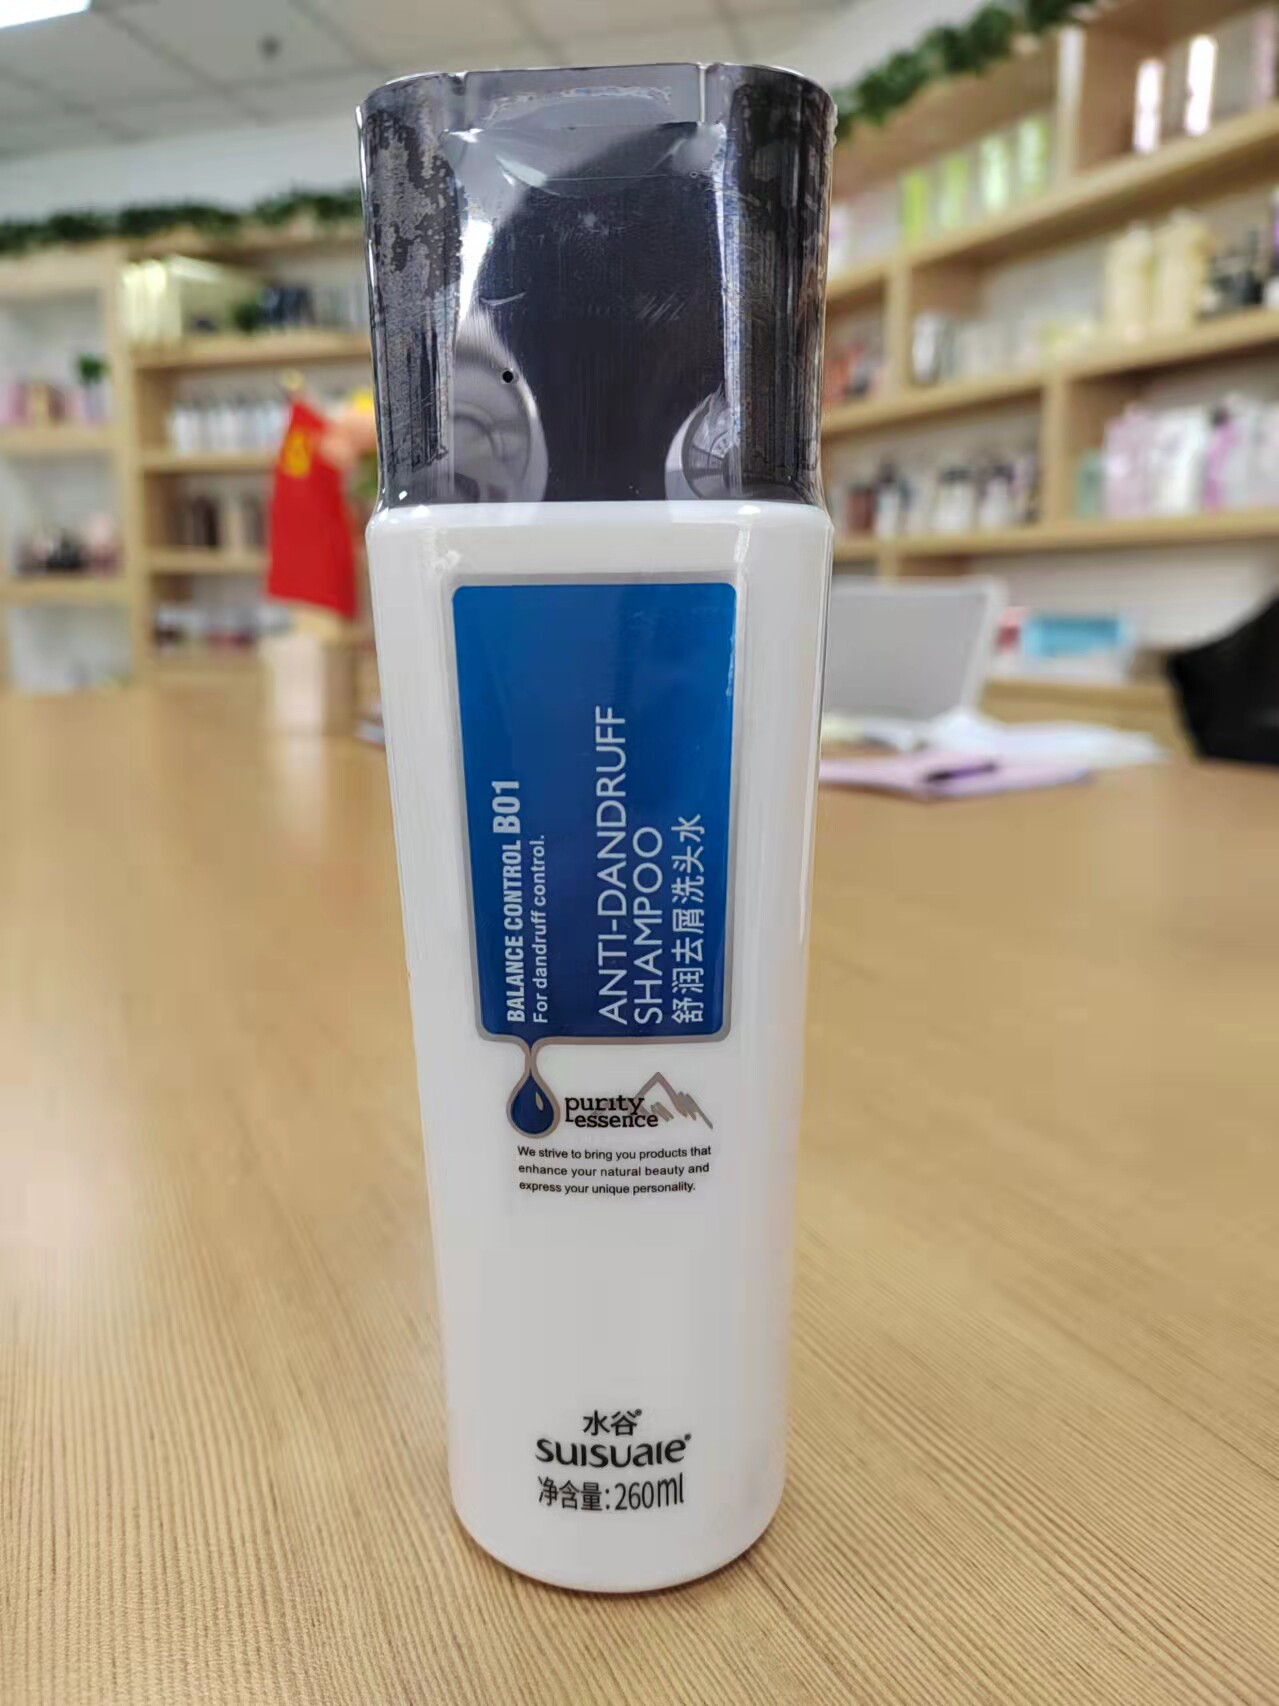 BALANCE CONTROL B01
For dandruff control.
ANTI-DANDRUFF
SHAMPOO
舒润去屑洗头水
purity
essence
We strive to bring you products that
enhance your natural beauty and
express your unique personality.
水谷®
suisuale®
净含量:260ml